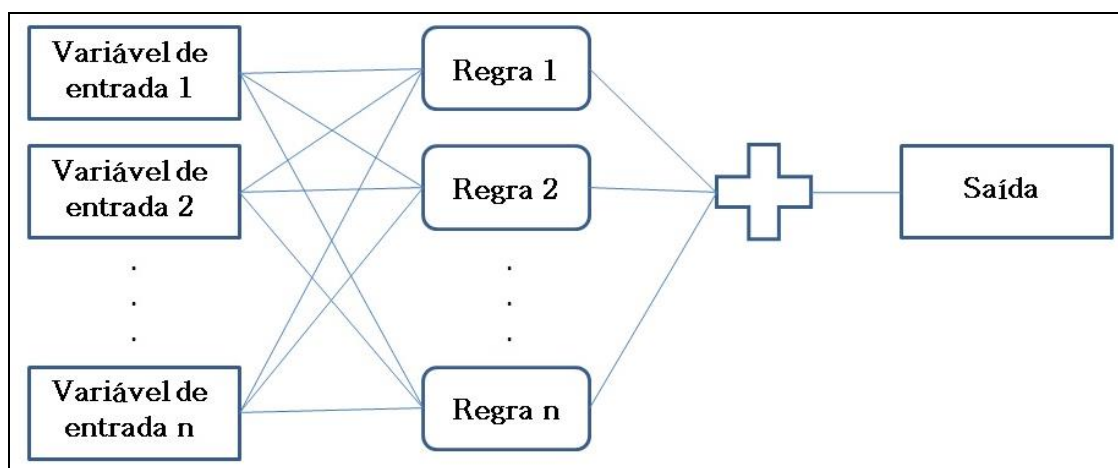 Variável de
entrada 1
Regra 1
Variável de
entrada 2
Regra 2
Saída
Variável de
entrada n
Regra n